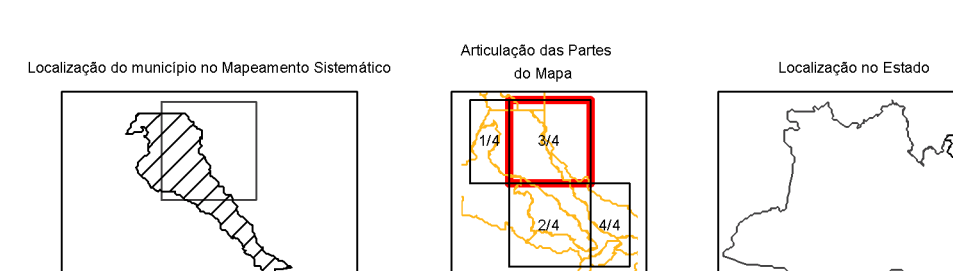 Localização do município no Mapeamento Sistemático
Articulação das Partes
do Mapa
Localização no Estado
1/4
3/4
2/4
4/4